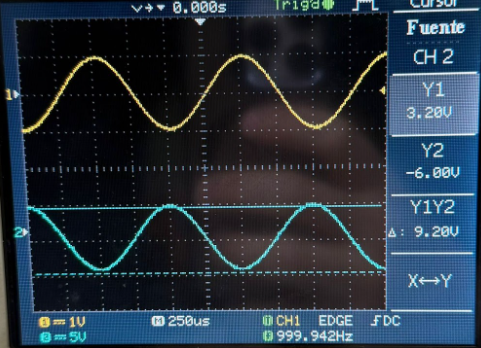 0.000s Trig'd
Cursor
Fuente
CH 2
Y1
3.20V
Y2
-6.00V
Y1Y2
Δ: 9.20V
X↔Y
1
2
1 1V M 250us CH1 EDGE DC
2 5V 999.942Hz